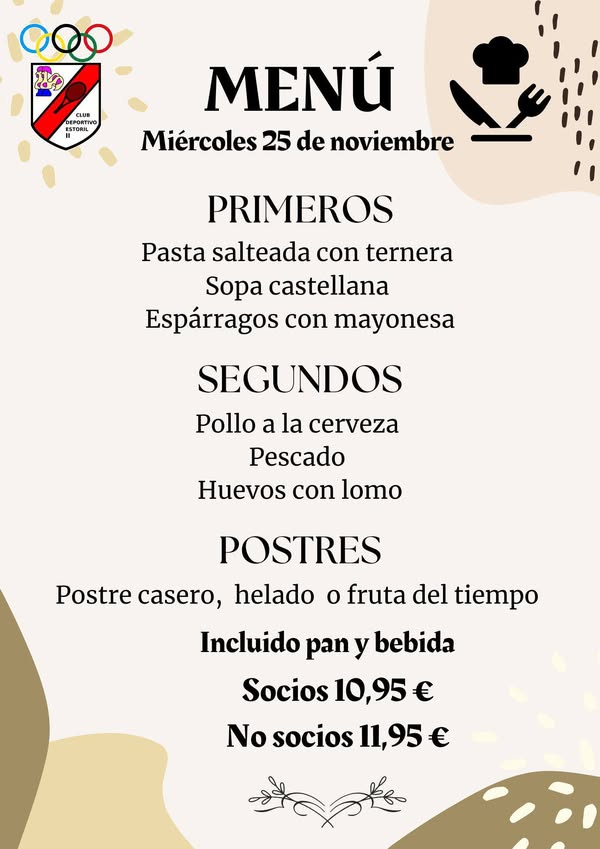 CLUB
DEPORTIVO
ESTORIL
II
MENÚ
Miércoles 25 de noviembre
PRIMEROS
Pasta salteada con ternera
Sopa castellana
Espárragos con mayonesa
SEGUNDOS
Pollo a la cerveza
Pescado
Huevos con lomo
POSTRES
Postre casero,  helado  o fruta del tiempo
Incluido pan y bebida
Socios 10,95 €
No socios 11,95 €